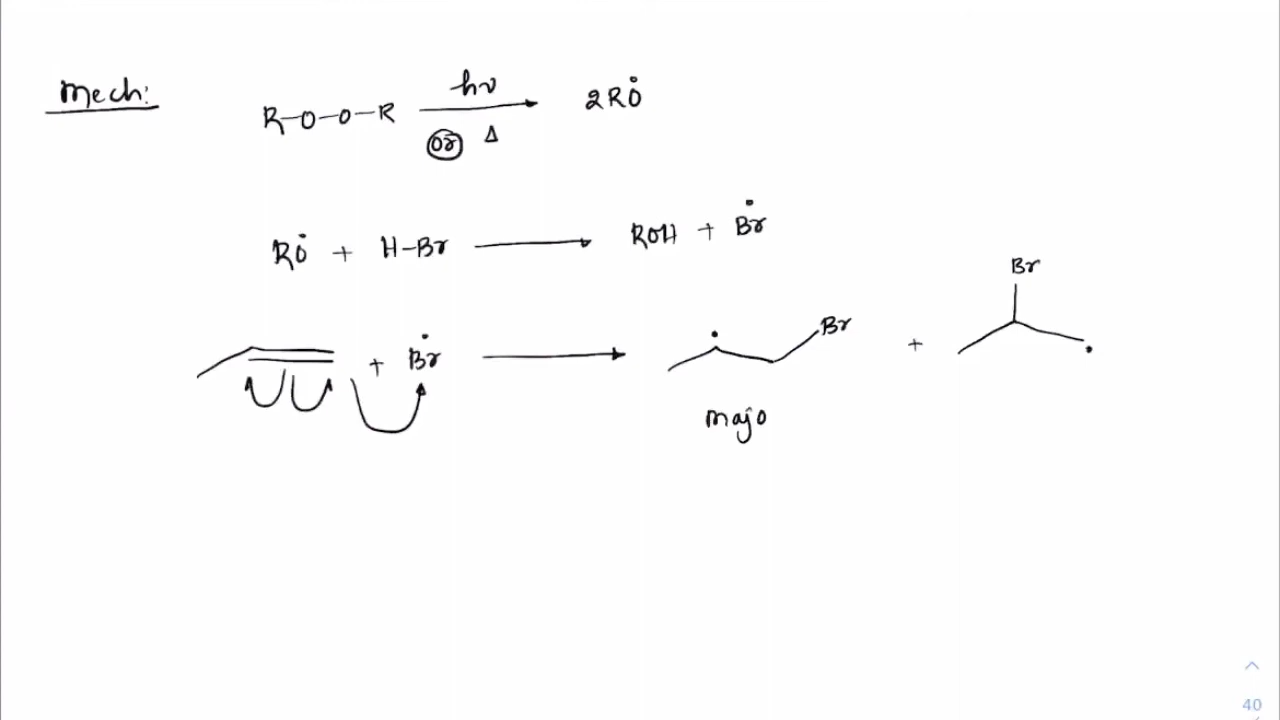 Mech:
R-O-O-R hν (or) Δ 2RȮ
RȮ + H-Br ROH + Ḃr
Br
+ Ḃr Br +
majo
40